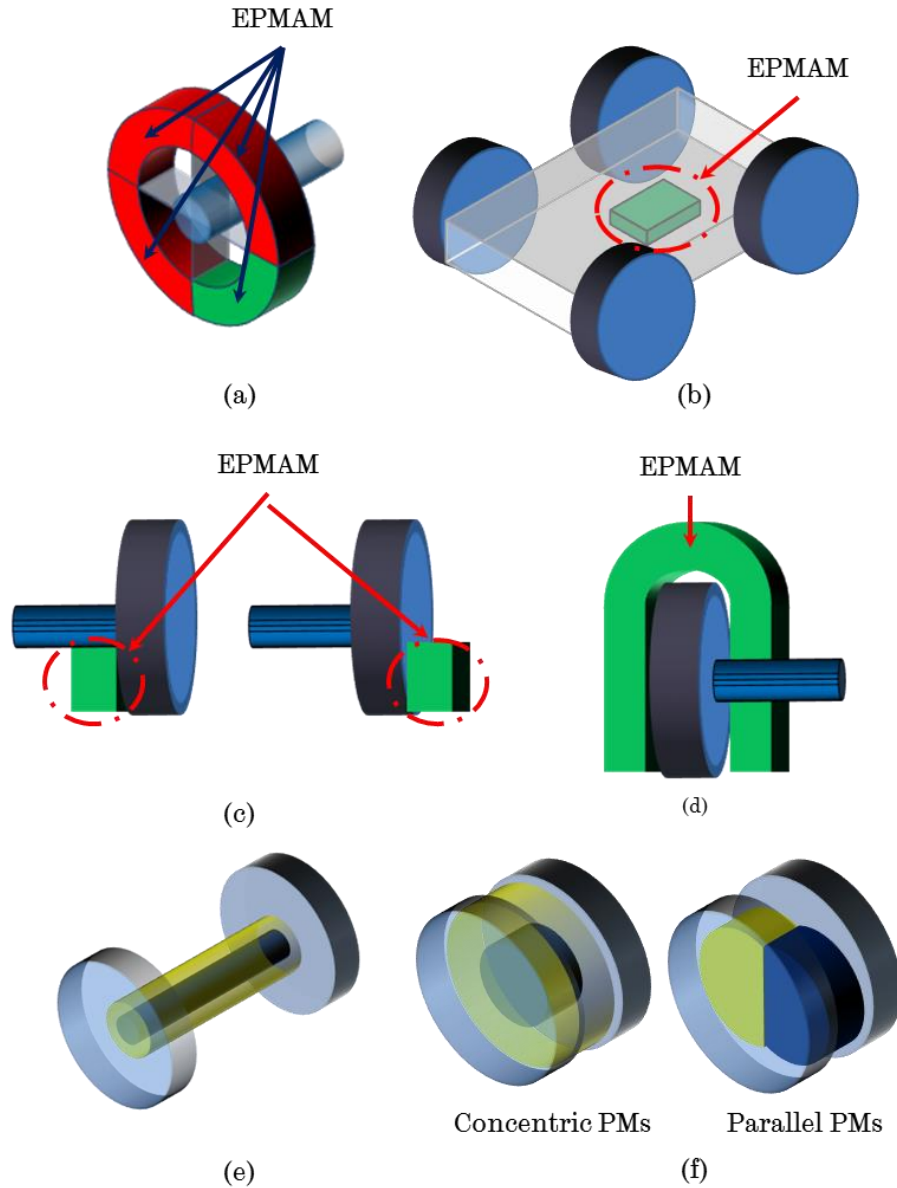 EPMAM
EPMAM
(a)
(b)
EPMAM
EPMAM
(c)
(d)
Concentric PMs
Parallel PMs
(e)
(f)